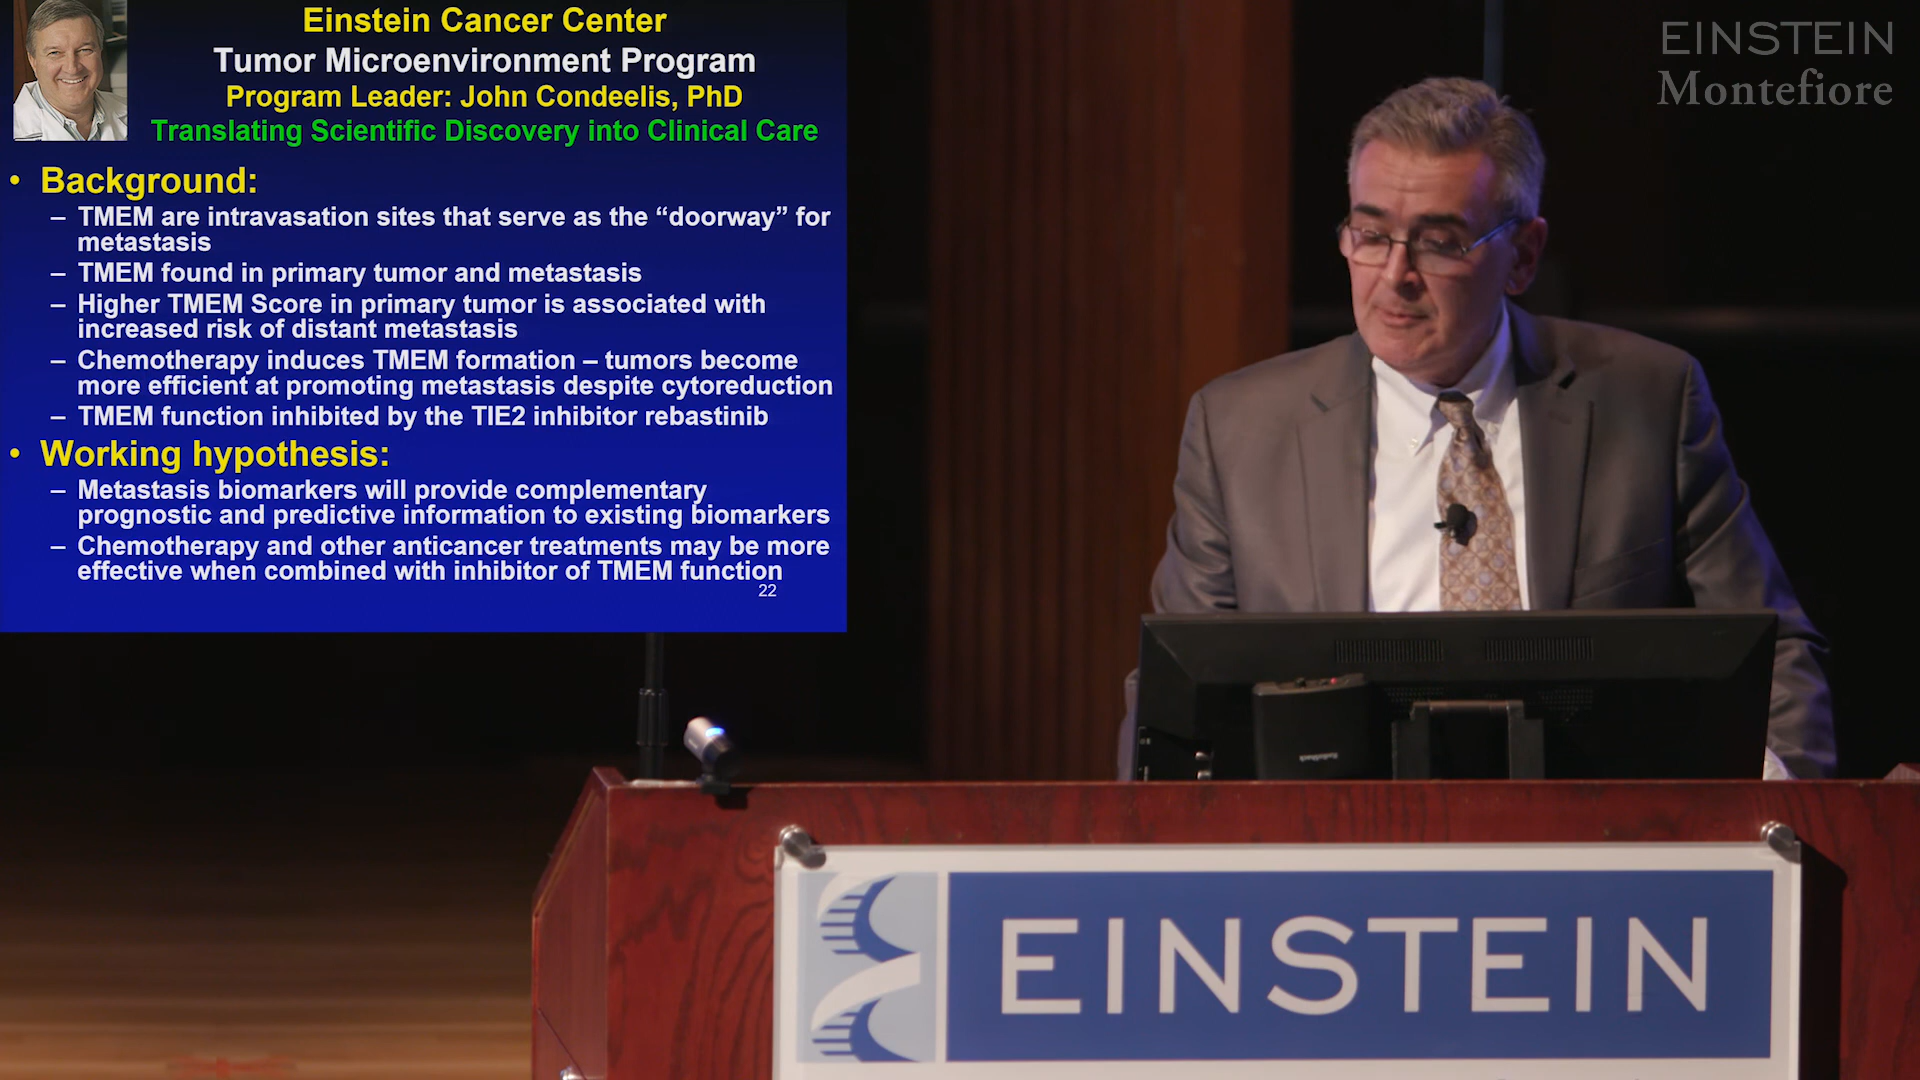 Einstein Cancer Center
Tumor Microenvironment Program
Program Leader: John Condeelis, PhD
Translating Scientific Discovery into Clinical Care
• Background:
– TMEM are intravasation sites that serve as the “doorway” for
metastasis
– TMEM found in primary tumor and metastasis
– Higher TMEM Score in primary tumor is associated with
increased risk of distant metastasis
– Chemotherapy induces TMEM formation – tumors become
more efficient at promoting metastasis despite cytoreduction
– TMEM function inhibited by the TIE2 inhibitor rebastinib
• Working hypothesis:
– Metastasis biomarkers will provide complementary
prognostic and predictive information to existing biomarkers
– Chemotherapy and other anticancer treatments may be more
effective when combined with inhibitor of TMEM function
22
EINSTEIN
Montefiore
EINSTEIN